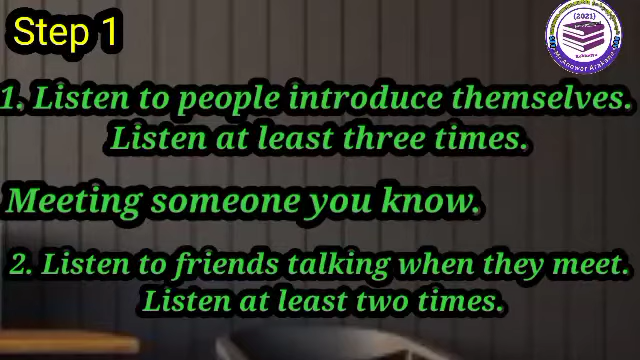 Step 1
(2021)
1. Listen to people introduce themselves.
Listen at least three times.
Meeting someone you know.
2. Listen to friends talking when they meet.
Listen at least two times.